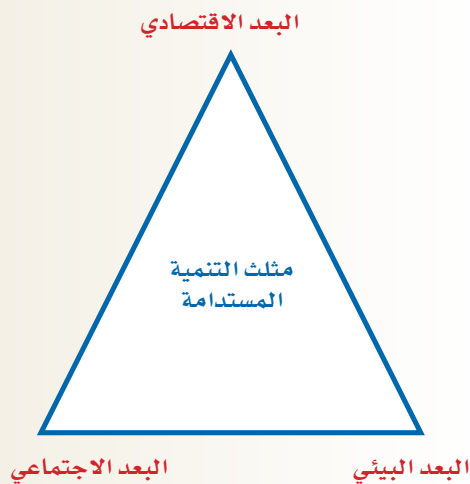 البعد الاقتصادي
مثلث التنمية
المستدامة
البعد البيئي
البعد الاجتماعي